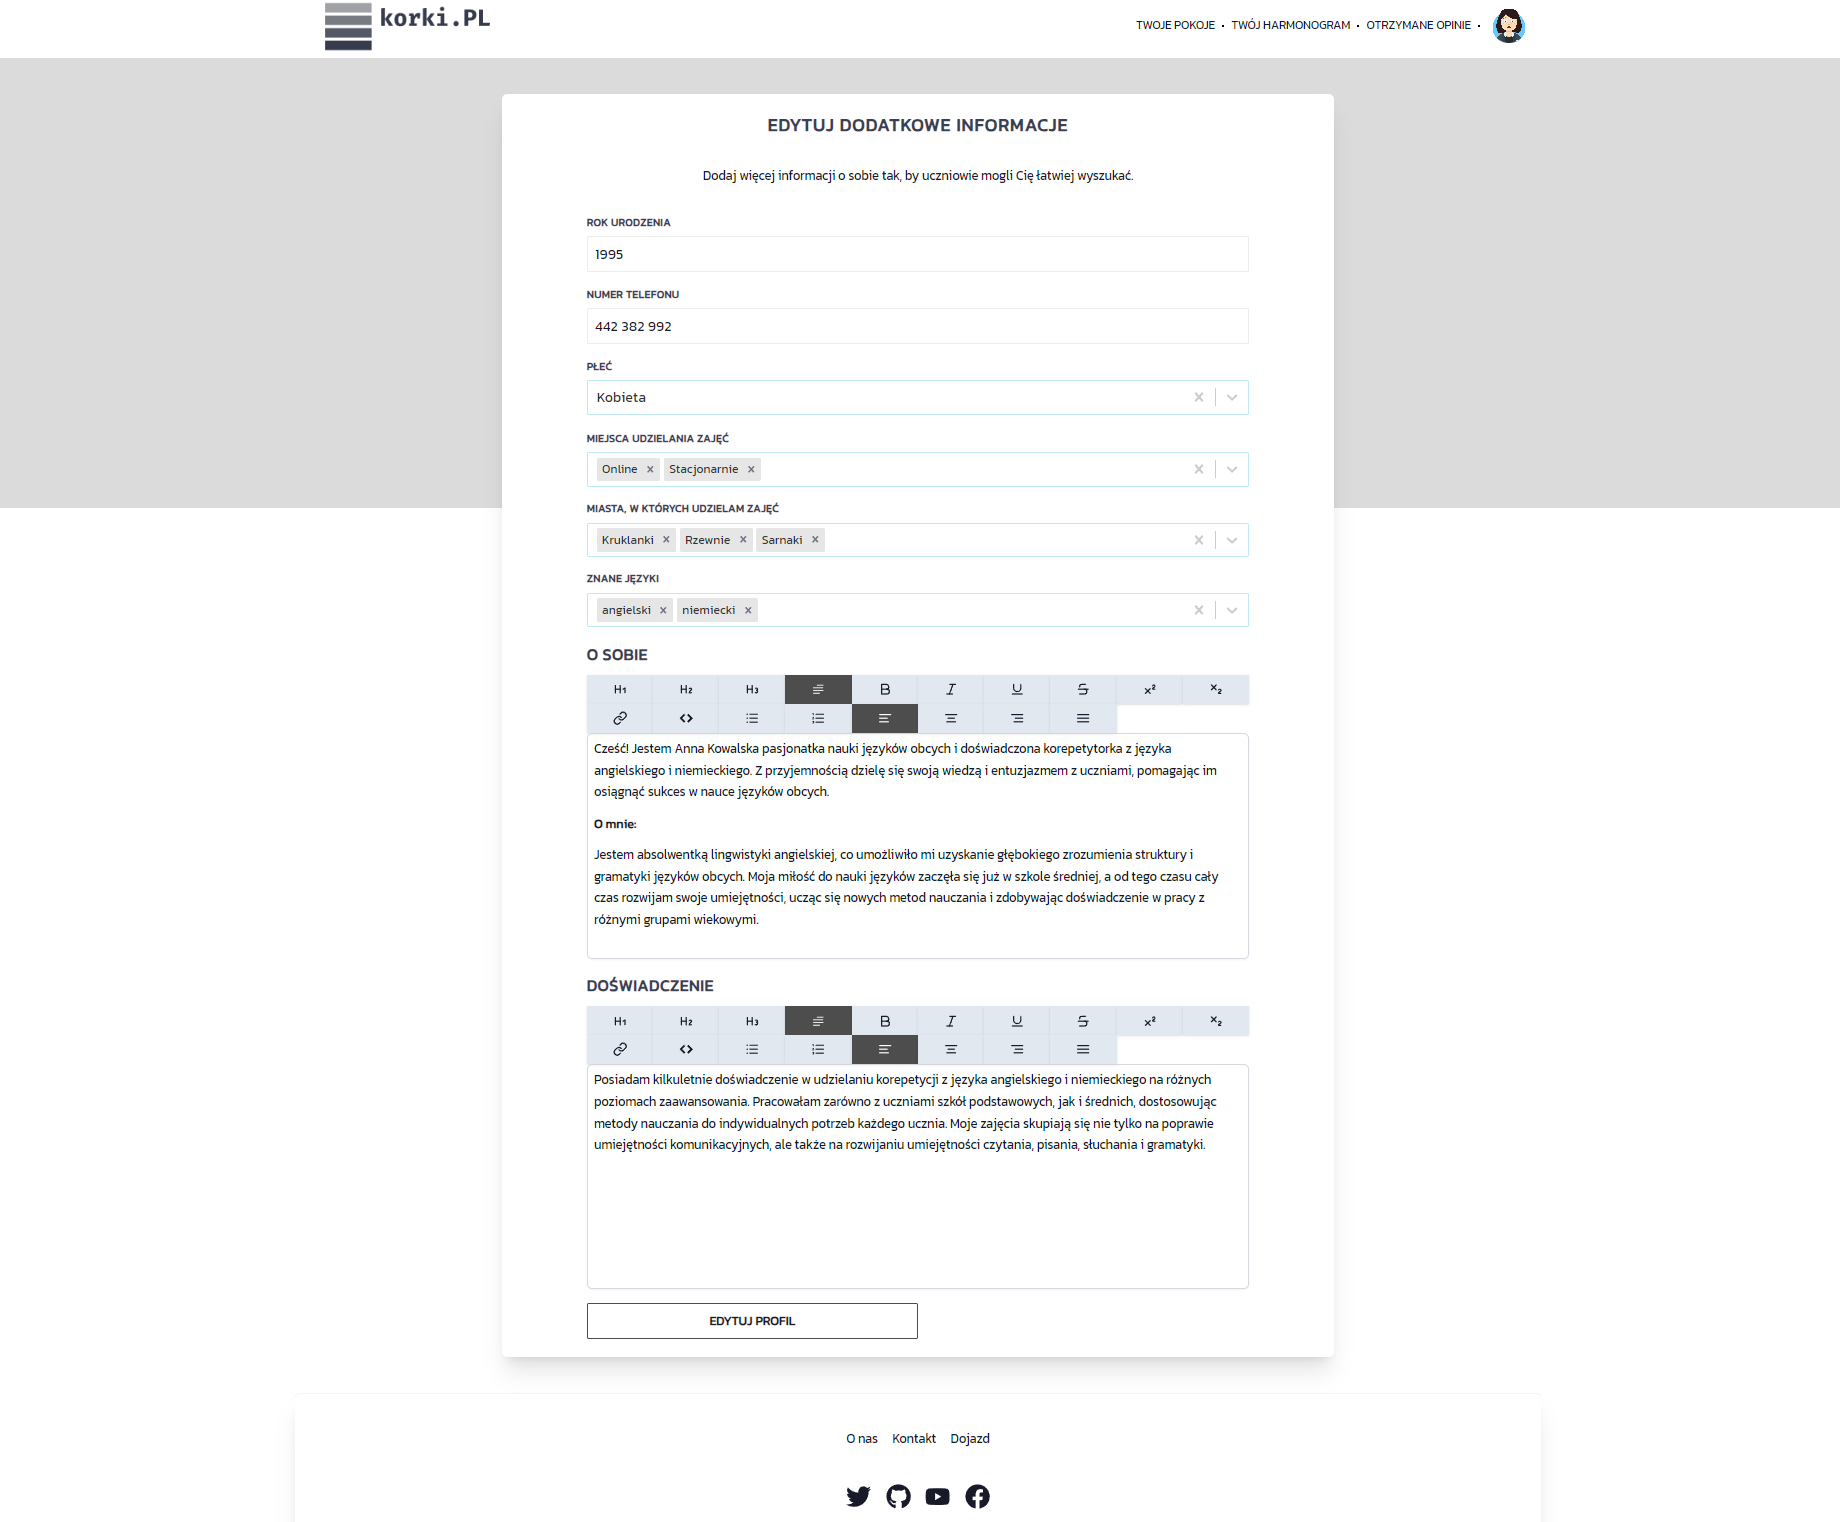 korki.PL
TWOJE POKOJE • TWÓJ HARMONOGRAM • OTRZYMANE OPINIE •
EDYTUJ DODATKOWE INFORMACJE
Dodaj więcej informacji o sobie tak, by uczniowie mogli Cię łatwiej wyszukać.
ROK URODZENIA
1995
NUMER TELEFONU
442 382 992
PŁEĆ
Kobieta
MIEJSCA UDZIELANIA ZAJĘĆ
Online Stacjonarnie
MIASTA, W KTÓRYCH UDZIELAM ZAJĘĆ
Kruklanki Rzewnie Sarnaki
ZNANE JĘZYKI
angielski niemiecki
O SOBIE
H1 H2 H3 B I U S x² x₂
Cześć! Jestem Anna Kowalska pasjonatka nauki języków obcych i doświadczona korepetytorka z języka
angielskiego i niemieckiego. Z przyjemnością dzielę się swoją wiedzą i entuzjazmem z uczniami, pomagając im
osiągnąć sukces w nauce języków obcych.
O mnie:
Jestem absolwentką lingwistyki angielskiej, co umożliwiło mi uzyskanie głębokiego zrozumienia struktury i
gramatyki języków obcych. Moja miłość do nauki języków zaczęła się już w szkole średniej, a od tego czasu cały
czas rozwijam swoje umiejętności, ucząc się nowych metod nauczania i zdobywając doświadczenie w pracy z
różnymi grupami wiekowymi.
DOŚWIADCZENIE
H1 H2 H3 B I U S x² x₂
Posiadam kilkuletnie doświadczenie w udzielaniu korepetycji z języka angielskiego i niemieckiego na różnych
poziomach zaawansowania. Pracowałam zarówno z uczniami szkół podstawowych, jak i średnich, dostosowując
metody nauczania do indywidualnych potrzeb każdego ucznia. Moje zajęcia skupiają się nie tylko na poprawie
umiejętności komunikacyjnych, ale także na rozwijaniu umiejętności czytania, pisania, słuchania i gramatyki.
EDYTUJ PROFIL
O nas Kontakt Dojazd